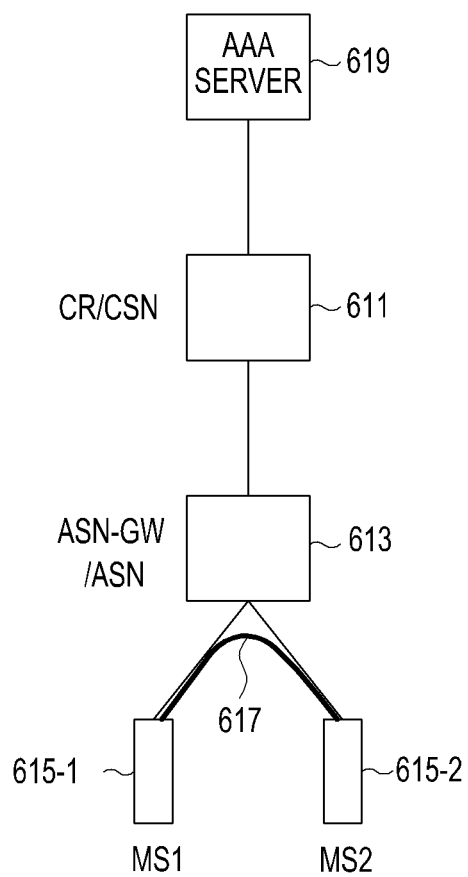 AAA
SERVER
619
CR/CSN
611
ASN-GW
/ASN
613
617
615-1
615-2
MS1
MS2